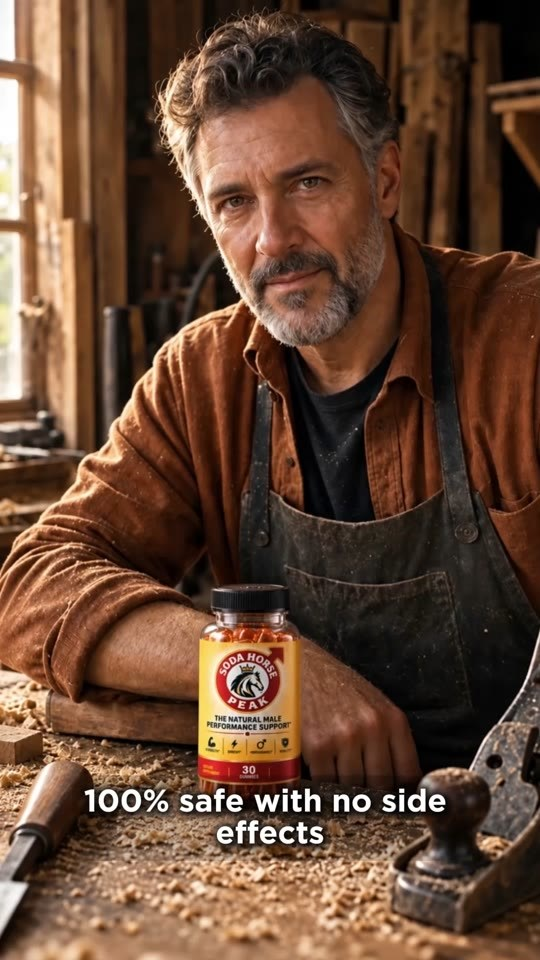 SODA HORSE
PEAK
THE NATURAL MALE
PERFORMANCE SUPPORT*
30
100% safe with no side
effects